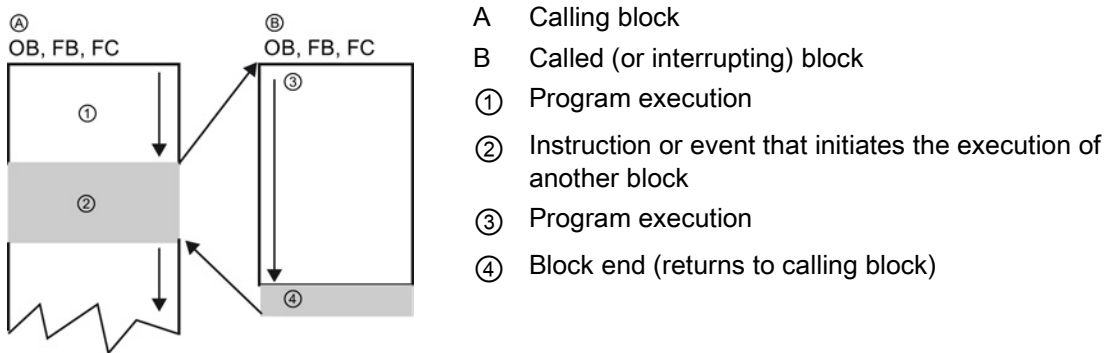 Ⓐ
OB, FB, FC
Ⓑ
OB, FB, FC
①
②
③
④
A Calling block
B Called (or interrupting) block
① Program execution
② Instruction or event that initiates the execution of
another block
③ Program execution
④ Block end (returns to calling block)